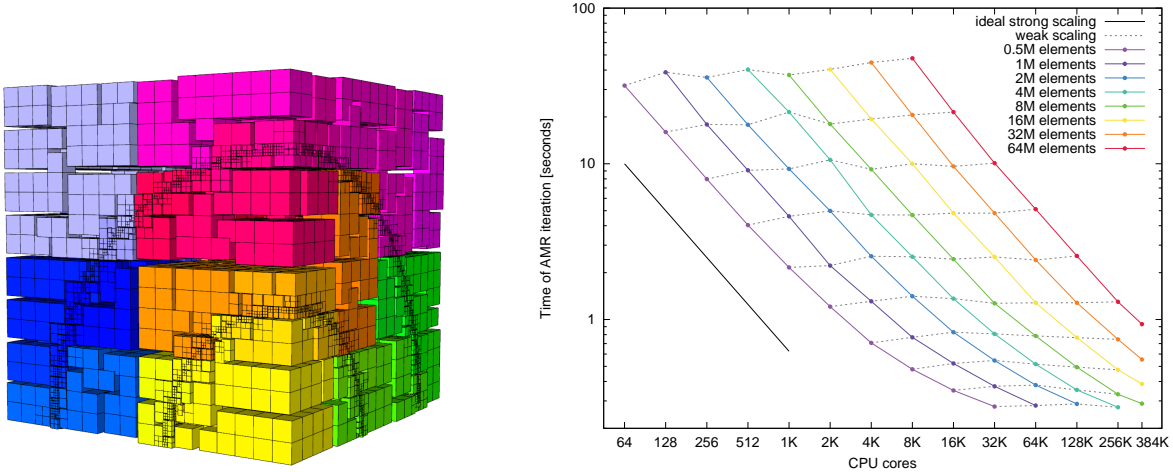 100
10
1
Time of AMR iteration [seconds]
ideal strong scaling
weak scaling
0.5M elements
1M elements
2M elements
4M elements
8M elements
16M elements
32M elements
64M elements
64 128 256 512 1K 2K 4K 8K 16K 32K 64K 128K 256K 384K
CPU cores